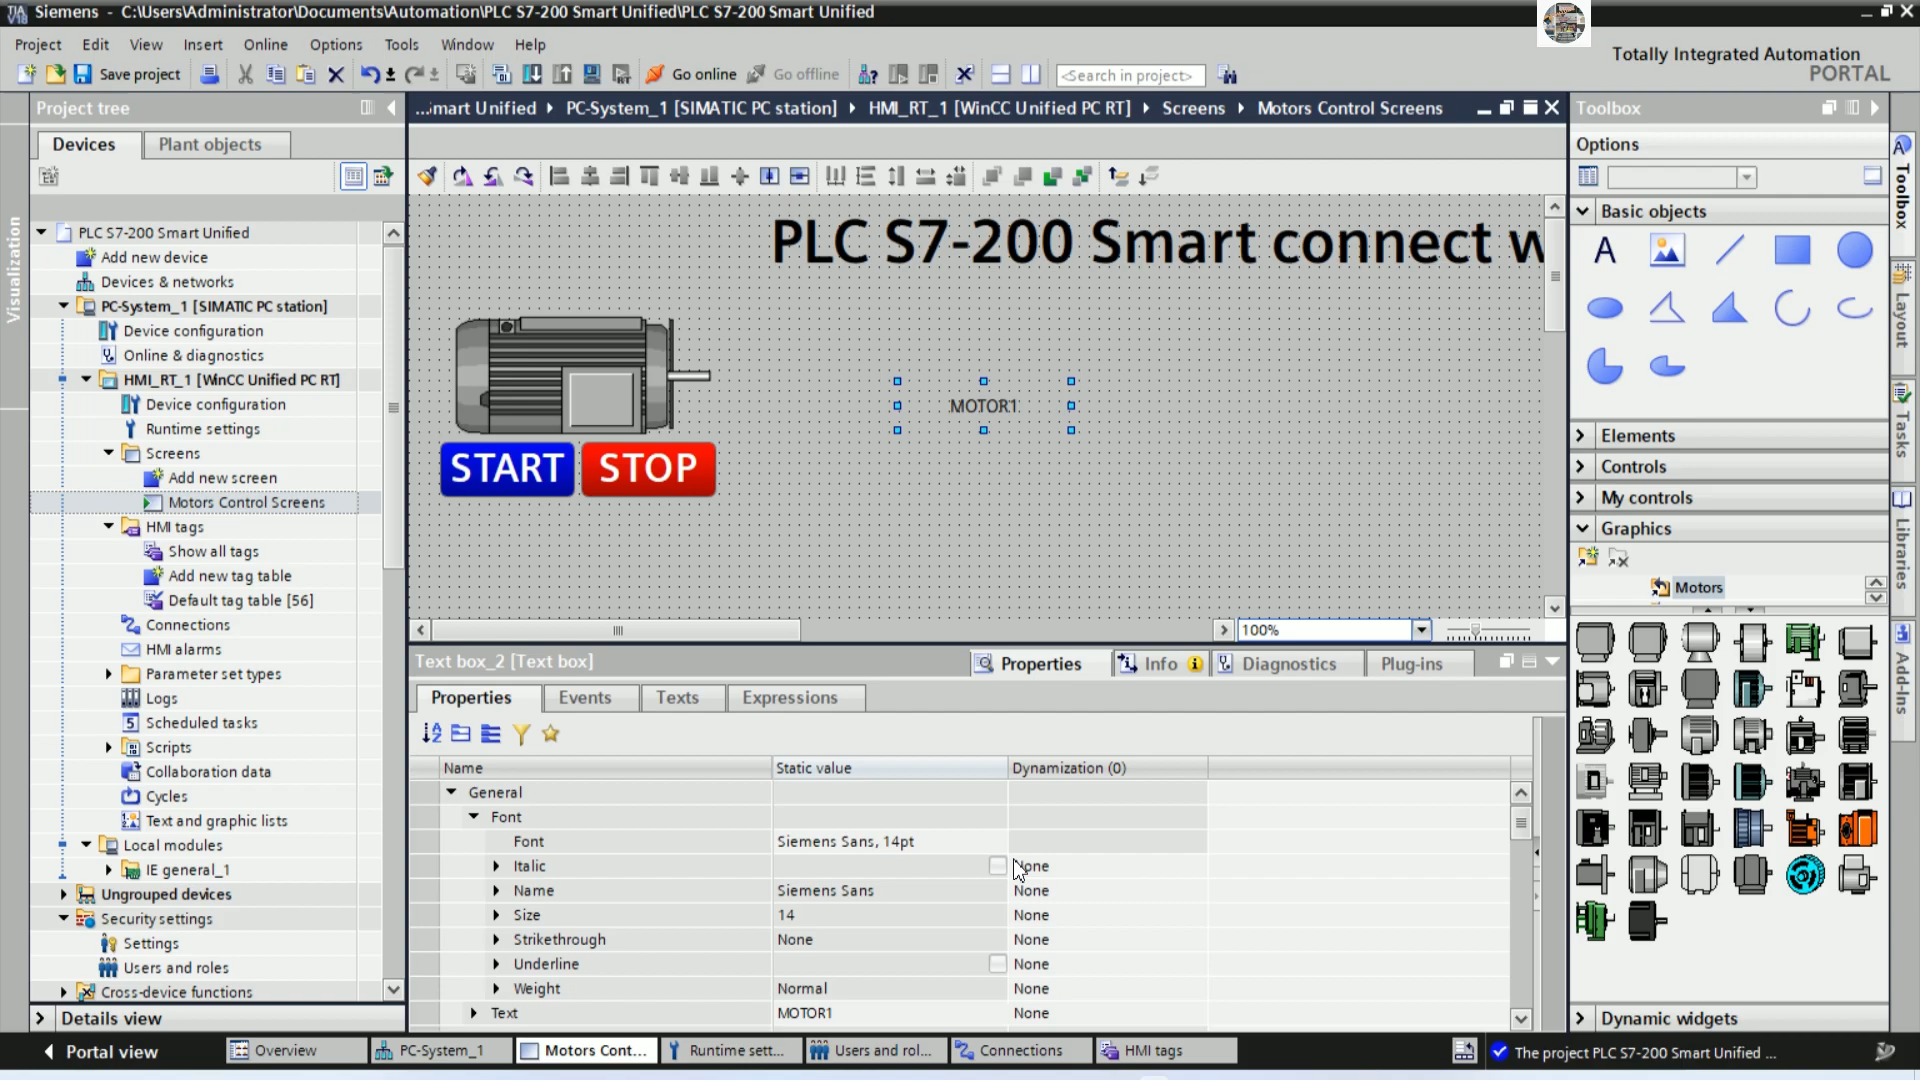 Siemens - C:\Users\Administrator\Documents\Automation\PLC S7-200 Smart Unified\PLC S7-200 Smart Unified
Project Edit View Insert Online Options Tools Window Help
Totally Integrated Automation
PORTAL
Save project
Go online
Go offline
<Search in project>
Project tree
...mart Unified PC-System_1 [SIMATIC PC station] HMI_RT_1 [WinCC Unified PC RT] Screens Motors Control Screens
Toolbox
Devices
Plant objects
Options
Visualization
PLC S7-200 Smart Unified
Add new device
Devices & networks
PC-System_1 [SIMATIC PC station]
Device configuration
Online & diagnostics
HMI_RT_1 [WinCC Unified PC RT]
Device configuration
Runtime settings
Screens
Add new screen
Motors Control Screens
HMI tags
Show all tags
Add new tag table
Default tag table [56]
Connections
HMI alarms
Parameter set types
Logs
Scheduled tasks
Scripts
Collaboration data
Cycles
Text and graphic lists
Local modules
IE general_1
Ungrouped devices
Security settings
Settings
Users and roles
Cross-device functions
Details view
PLC S7-200 Smart connect w
MOTOR1
START
STOP
100%
Text box_2 [Text box]
Properties
Info
Diagnostics
Plug-ins
Properties
Events
Texts
Expressions
Name Static value Dynamization (0)
General
Font
Font Siemens Sans, 14pt
Italic None
Name Siemens Sans None
Size 14 None
Strikethrough None None
Underline None
Weight Normal None
Text MOTOR1 None
Basic objects
A
Elements
Controls
My controls
Graphics
Motors
Dynamic widgets
Toolbox
Layout
Tasks
Libraries
Add-Ins
Portal view
Overview
PC-System_1
Motors Cont...
Runtime sett...
Users and rol...
Connections
HMI tags
The project PLC S7-200 Smart Unified ...